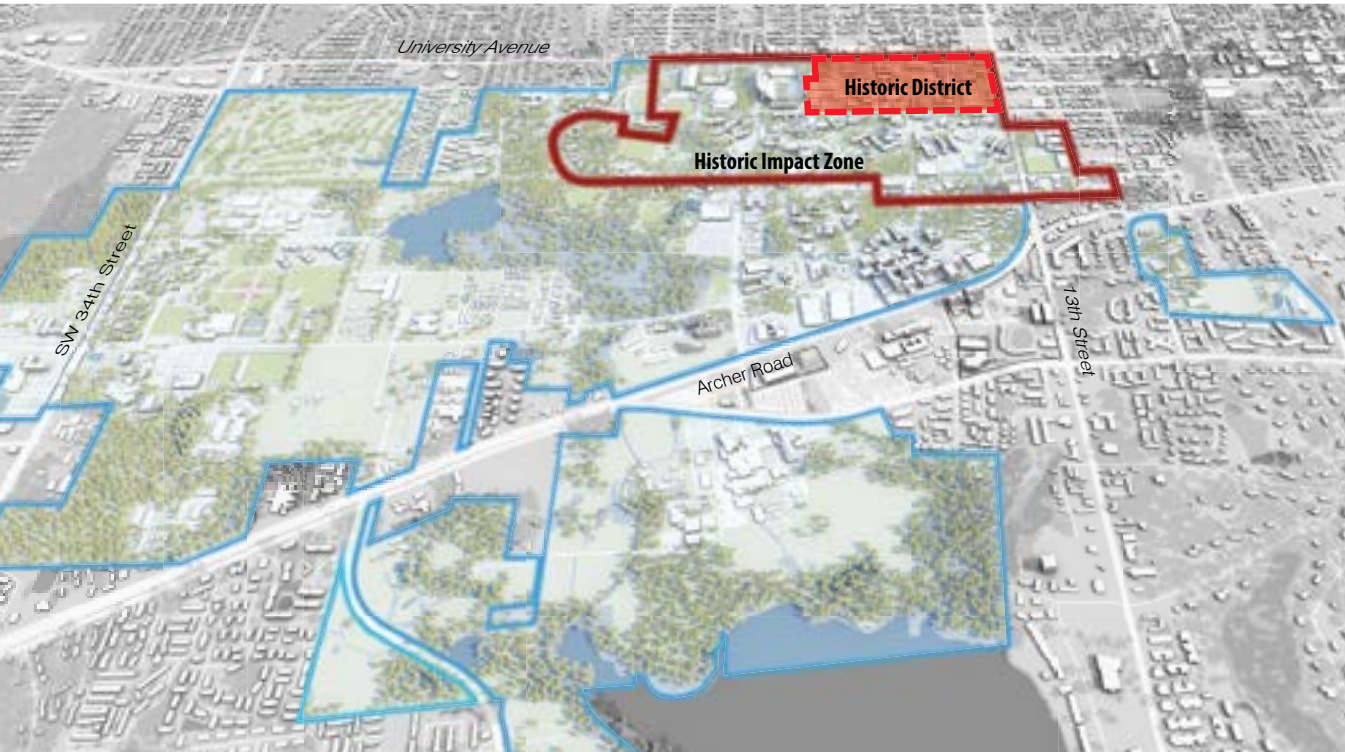 University Avenue
Historic District
Historic Impact Zone
SW 34th Street
13th Street
Archer Road